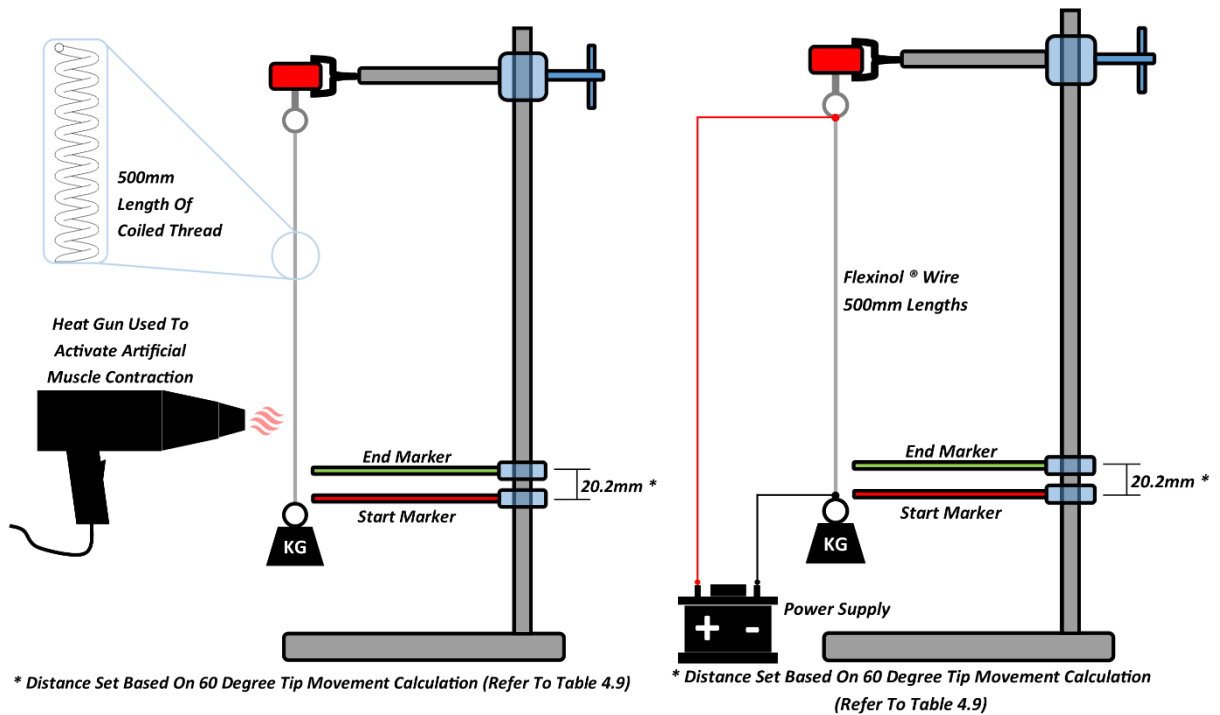 500mm
Length Of
Coiled Thread
Heat Gun Used To
Activate Artificial
Muscle Contraction
End Marker
20.2mm *
Start Marker
KG
* Distance Set Based On 60 Degree Tip Movement Calculation (Refer To Table 4.9)
Flexinol ® Wire
500mm Lengths
End Marker
20.2mm *
Start Marker
KG
Power Supply
+ -
* Distance Set Based On 60 Degree Tip Movement Calculation
(Refer To Table 4.9)